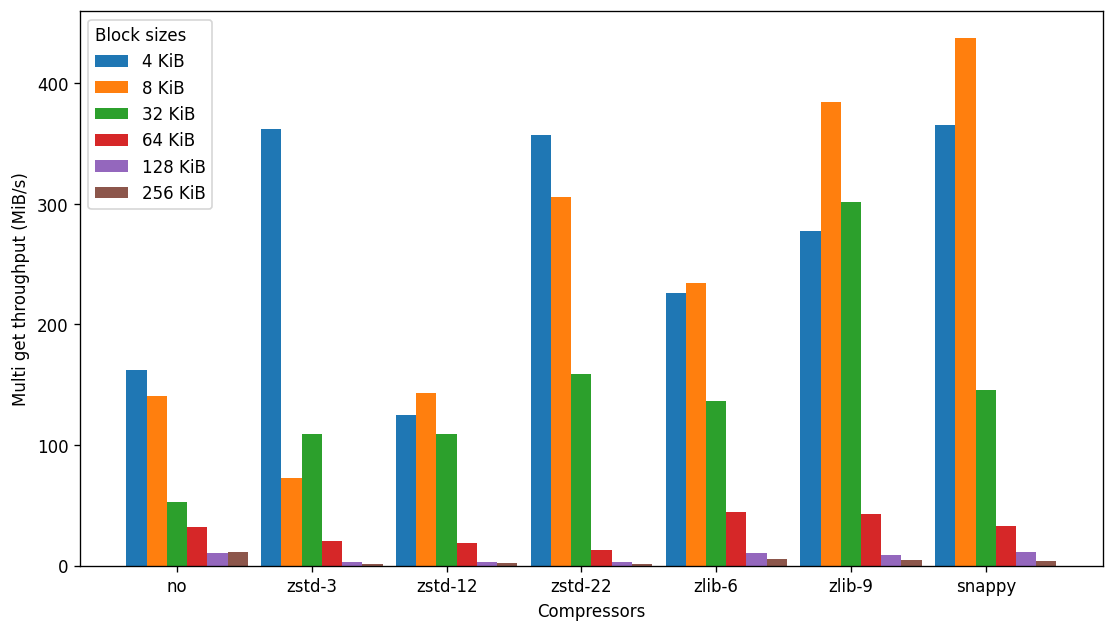 Block sizes
4 KiB
8 KiB
32 KiB
64 KiB
128 KiB
256 KiB
Multi get throughput (MiB/s)
400
300
200
100
0
no zstd-3 zstd-12 zstd-22 zlib-6 zlib-9 snappy
Compressors